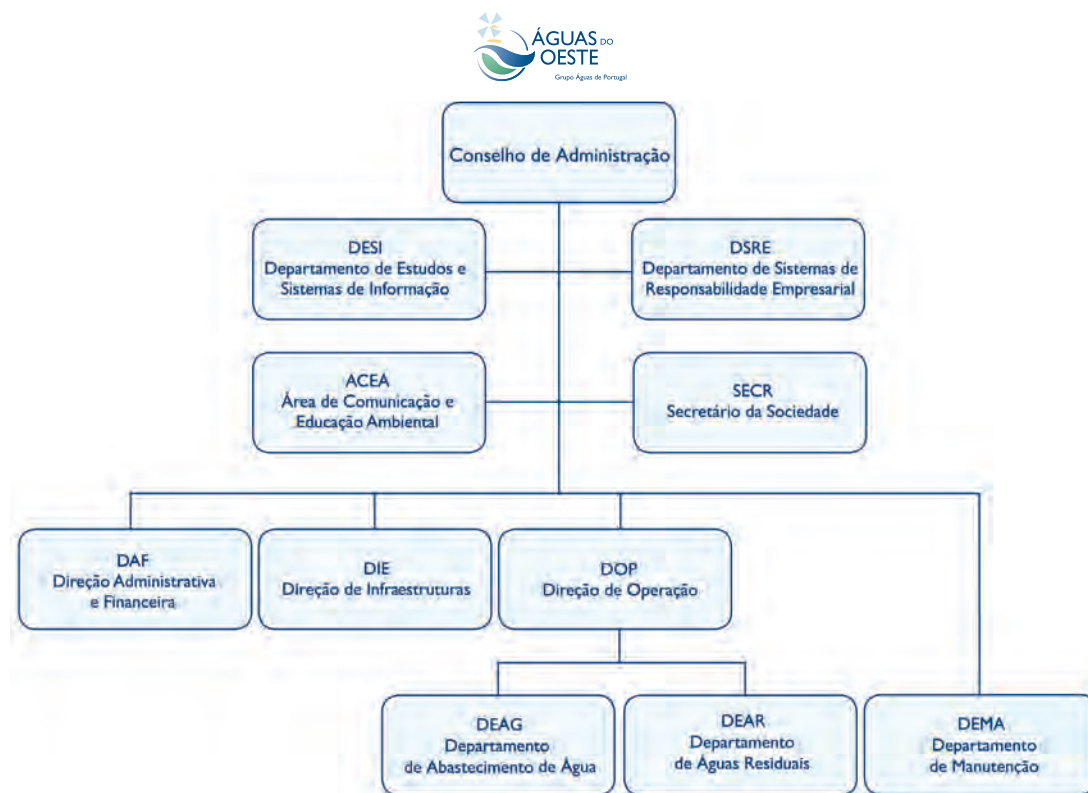 ÁGUAS DO
OESTE
Grupo Águas de Portugal
Conselho de Administração
DESI
Departamento de Estudos e
Sistemas de Informação
DSRE
Departamento de Sistemas de
Responsabilidade Empresarial
ACEA
Área de Comunicação e
Educação Ambiental
SECR
Secretário da Sociedade
DAF
Direção Administrativa
e Financeira
DIE
Direção de Infraestruturas
DOP
Direção de Operação
DEAG
Departamento
de Abastecimento de Água
DEAR
Departamento
de Águas Residuais
DEMA
Departamento
de Manutenção